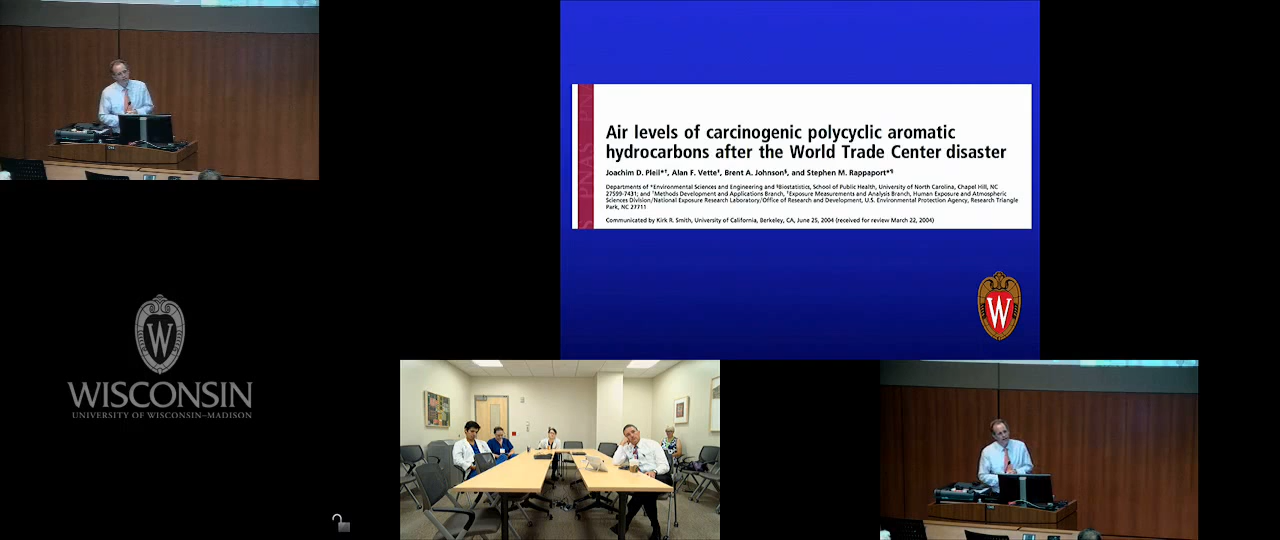 Air levels of carcinogenic polycyclic aromatic
hydrocarbons after the World Trade Center disaster
Joachim D. Pleil*†, Alan F. Vette‡, Brent A. Johnson§, and Stephen M. Rappaport*¶
Departments of *Environmental Sciences and Engineering and §Biostatistics, School of Public Health, University of North Carolina, Chapel Hill, NC
27599-7431; and †Methods Development and Applications Branch, ‡Exposure Measurements and Analysis Branch, Human Exposure and Atmospheric
Sciences Division/National Exposure Research Laboratory/Office of Research and Development, U.S. Environmental Protection Agency, Research Triangle
Park, NC 27711
Communicated by Kirk R. Smith, University of California, Berkeley, CA, June 25, 2004 (received for review March 22, 2004)
PNAS
W
W
WISCONSIN
UNIVERSITY OF WISCONSIN–MADISON